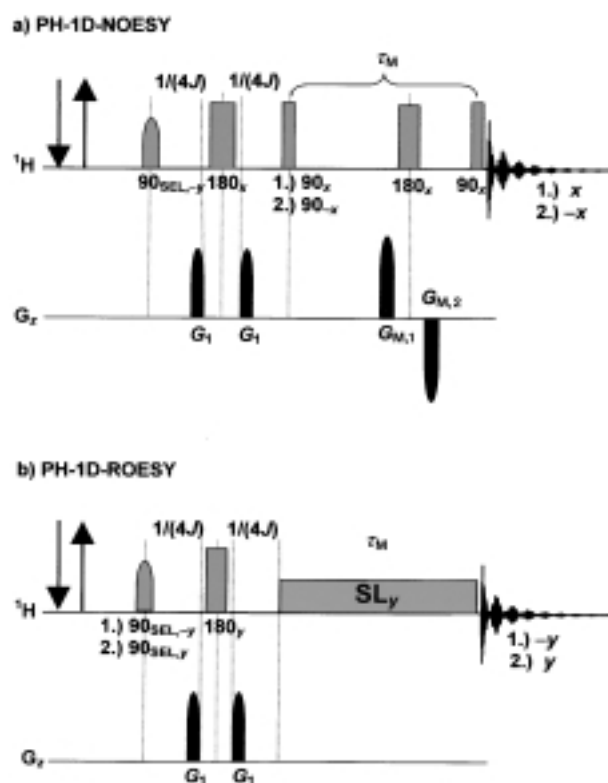 a) PH-1D-NOESY
τM
1/(4J) 1/(4J)
1H
90SEL,–y 180x 1.) 90x 180x 90x 1.) x
2.) 90–x 2.) –x
GM,2
Gz
G1 G1 GM,1
b) PH-1D-ROESY
1/(4J) 1/(4J) τM
SLy
1H
1.) 90SEL,–y 180y 1.) –y
2.) 90SEL,y 2.) y
Gz
G1 G1